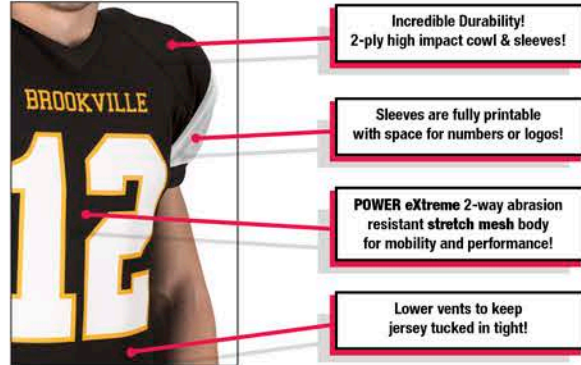 Incredible Durability!
2-ply high impact cowl & sleeves!
BROOKVILLE
12
Sleeves are fully printable
with space for numbers or logos!
POWER eXtreme 2-way abrasion
resistant stretch mesh body
for mobility and performance!
Lower vents to keep
jersey tucked in tight!